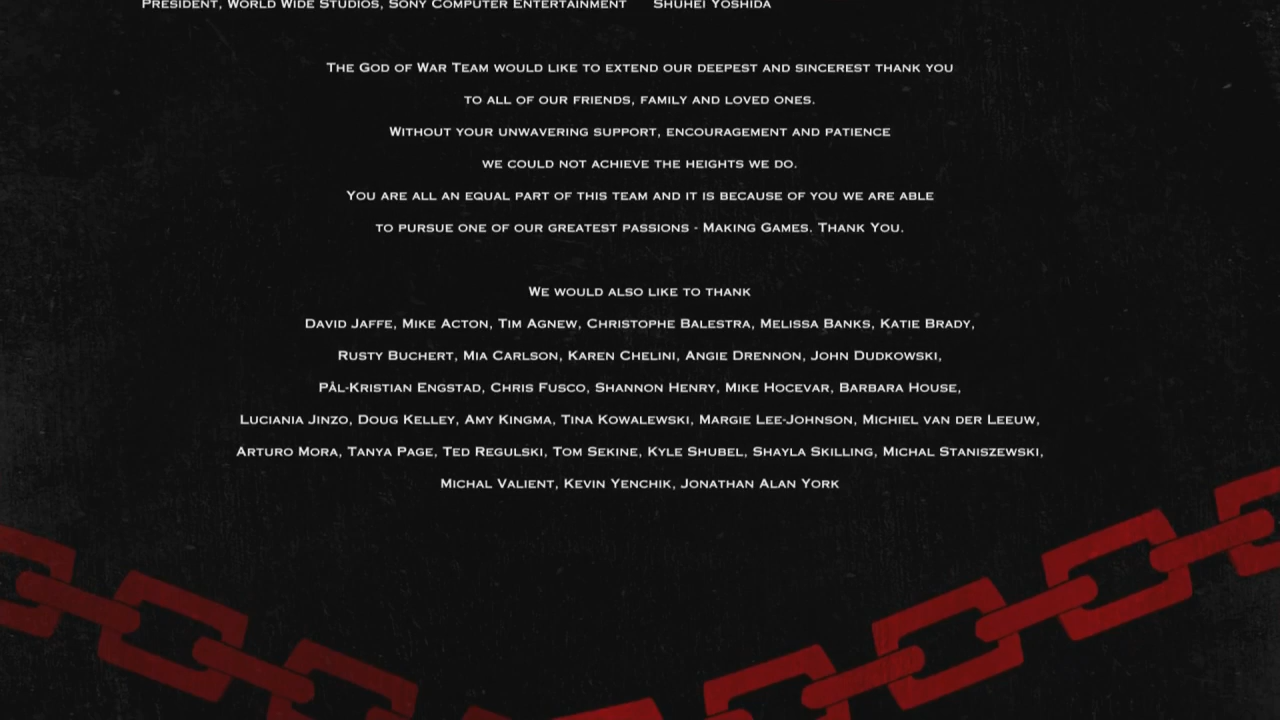 President, World Wide Studios, Sony Computer Entertainment Shuhei Yoshida
The God of War Team would like to extend our deepest and sincerest thank you
to all of our friends, family and loved ones.
Without your unwavering support, encouragement and patience
we could not achieve the heights we do.
You are all an equal part of this team and it is because of you we are able
to pursue one of our greatest passions - Making Games. Thank You.
We would also like to thank
David Jaffe, Mike Acton, Tim Agnew, Christophe Balestra, Melissa Banks, Katie Brady,
Rusty Buchert, Mia Carlson, Karen Chelini, Angie Drennon, John Dudkowski,
Pål-Kristian Engstad, Chris Fusco, Shannon Henry, Mike Hocevar, Barbara House,
Luciania Jinzo, Doug Kelley, Amy Kingma, Tina Kowalewski, Margie Lee-Johnson, Michiel van der Leeuw,
Arturo Mora, Tanya Page, Ted Regulski, Tom Sekine, Kyle Shubel, Shayla Skilling, Michal Staniszewski,
Michal Valient, Kevin Yenchik, Jonathan Alan York